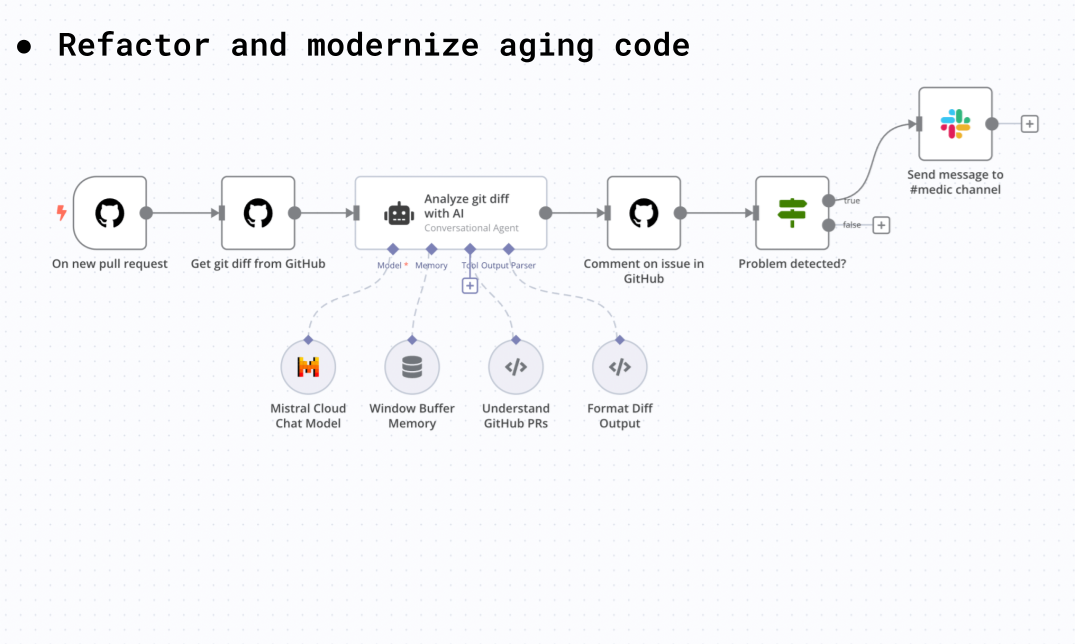 ● Refactor and modernize aging code
Send message to
#medic channel
Analyze git diff
with AI
Conversational Agent
true
false
On new pull request
Get git diff from GitHub
Model *
Memory
Tool
Output Parser
Comment on issue in
GitHub
Problem detected?
Mistral Cloud
Chat Model
Window Buffer
Memory
Understand
GitHub PRs
Format Diff
Output